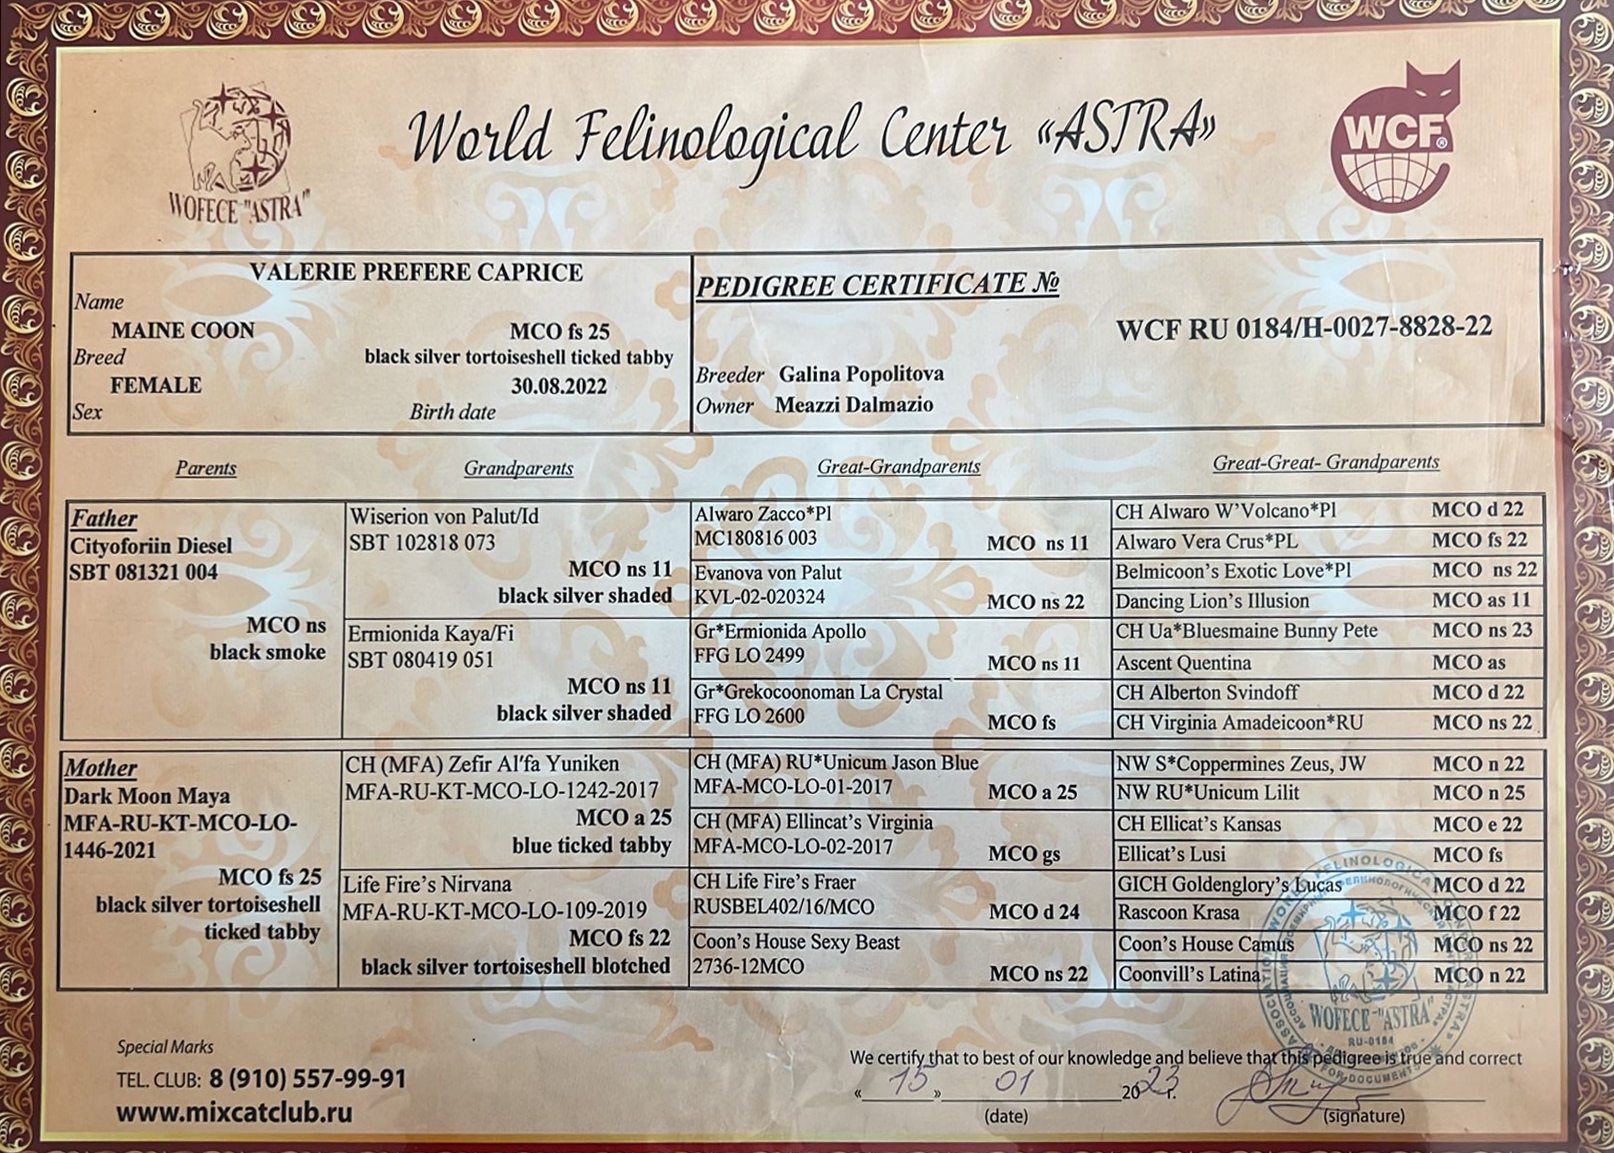 World Felinological Center «ASTRA»
WOFECE "ASTRA"
WCF®
VALERIE PREFERE CAPRICE
Name
MAINE COON MCO fs 25
Breed black silver tortoiseshell ticked tabby
FEMALE 30.08.2022
Sex Birth date
PEDIGREE CERTIFICATE №
WCF RU 0184/H-0027-8828-22
Breeder Galina Popolitova
Owner Meazzi Dalmazio
Parents Grandparents Great-Grandparents Great-Great- Grandparents
Father
Cityoforiin Diesel
SBT 081321 004
MCO ns
black smoke
Wiserion von Palut/Id
SBT 102818 073
MCO ns 11
black silver shaded
Ermionida Kaya/Fi
SBT 080419 051
MCO ns 11
black silver shaded
Alwaro Zacco*Pl
MC180816 003 MCO ns 11
Evanova von Palut
KVL-02-020324 MCO ns 22
Gr*Ermionida Apollo
FFG LO 2499 MCO ns 11
Gr*Grekocoonoman La Crystal
FFG LO 2600 MCO fs
CH Alwaro W'Volcano*Pl MCO d 22
Alwaro Vera Crus*PL MCO fs 22
Belmicoon's Exotic Love*Pl MCO ns 22
Dancing Lion's Illusion MCO as 11
CH Ua*Bluesmaine Bunny Pete MCO ns 23
Ascent Quentina MCO as
CH Alberton Svindoff MCO d 22
CH Virginia Amadeicoon*RU MCO ns 22
Mother
Dark Moon Maya
MFA-RU-KT-MCO-LO-
1446-2021
MCO fs 25
black silver tortoiseshell
ticked tabby
CH (MFA) Zefir Al'fa Yuniken
MFA-RU-KT-MCO-LO-1242-2017
MCO a 25
blue ticked tabby
Life Fire's Nirvana
MFA-RU-KT-MCO-LO-109-2019
MCO fs 22
black silver tortoiseshell blotched
CH (MFA) RU*Unicum Jason Blue
MFA-MCO-LO-01-2017 MCO a 25
CH (MFA) Ellincat's Virginia
MFA-MCO-LO-02-2017 MCO gs
CH Life Fire's Fraer
RUSBEL402/16/MCO MCO d 24
Coon's House Sexy Beast
2736-12MCO MCO ns 22
NW S*Coppermines Zeus, JW MCO n 22
NW RU*Unicum Lilit MCO n 25
CH Ellicat's Kansas MCO e 22
Ellicat's Lusi MCO fs
GICH Goldenglory's Lucas MCO d 22
Rascoon Krasa MCO f 22
Coon's House Camus MCO ns 22
Coonvill's Latina MCO n 22
WOFECE-"ASTRA"
RU-0184
FOR DOCUMENTS
Special Marks
TEL. CLUB: 8 (910) 557-99-91
www.mixcatclub.ru
We certify that to best of our knowledge and believe that this pedigree is true and correct
« 15 » 01 2023 г.
(date) (signature)